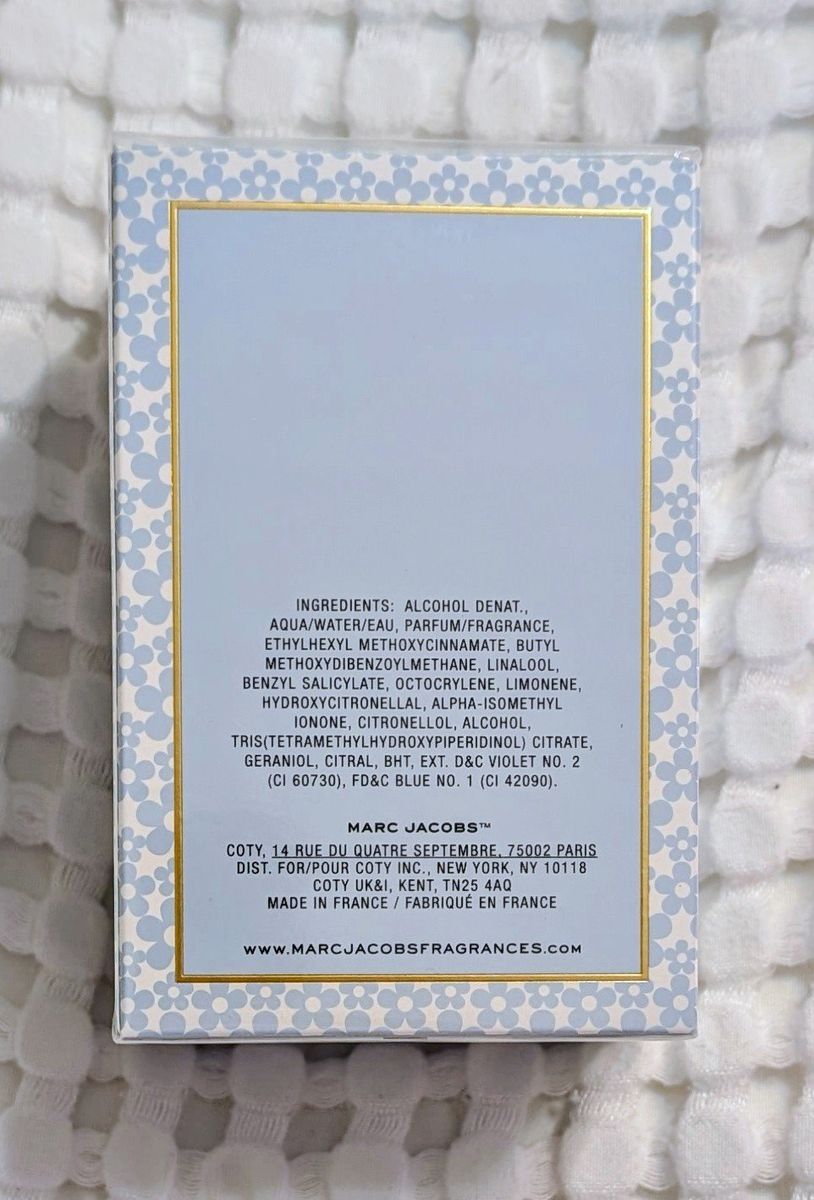 INGREDIENTS: ALCOHOL DENAT.,
AQUA/WATER/EAU, PARFUM/FRAGRANCE,
ETHYLHEXYL METHOXYCINNAMATE, BUTYL
METHOXYDIBENZOYLMETHANE, LINALOOL,
BENZYL SALICYLATE, OCTOCRYLENE, LIMONENE,
HYDROXYCITRONELLAL, ALPHA-ISOMETHYL
IONONE, CITRONELLOL, ALCOHOL,
TRIS(TETRAMETHYLHYDROXYPIPERIDINOL) CITRATE,
GERANIOL, CITRAL, BHT, EXT. D&C VIOLET NO. 2
(CI 60730), FD&C BLUE NO. 1 (CI 42090).
MARC JACOBS™
COTY, 14 RUE DU QUATRE SEPTEMBRE, 75002 PARIS
DIST. FOR/POUR COTY INC., NEW YORK, NY 10118
COTY UK&I, KENT, TN25 4AQ
MADE IN FRANCE / FABRIQUÉ EN FRANCE
WWW.MARCJACOBSFRAGRANCES.COM